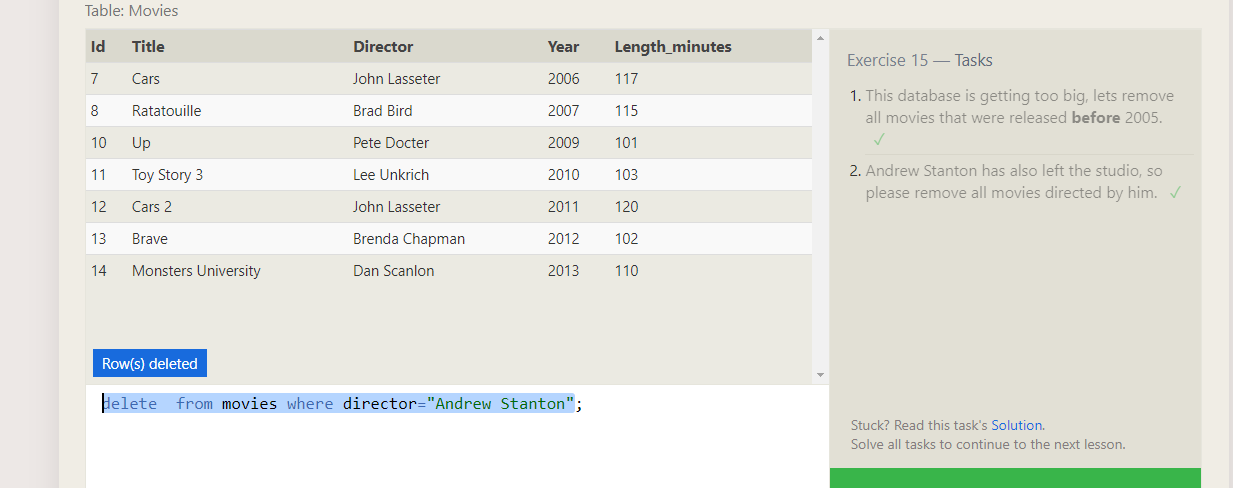 Table: Movies
Id Title Director Year Length_minutes
7 Cars John Lasseter 2006 117
8 Ratatouille Brad Bird 2007 115
10 Up Pete Docter 2009 101
11 Toy Story 3 Lee Unkrich 2010 103
12 Cars 2 John Lasseter 2011 120
13 Brave Brenda Chapman 2012 102
14 Monsters University Dan Scanlon 2013 110
Row(s) deleted
delete  from movies where director="Andrew Stanton";
Exercise 15 — Tasks
1. This database is getting too big, lets remove
all movies that were released before 2005.
✓
2. Andrew Stanton has also left the studio, so
please remove all movies directed by him. ✓
Stuck? Read this task's Solution.
Solve all tasks to continue to the next lesson.